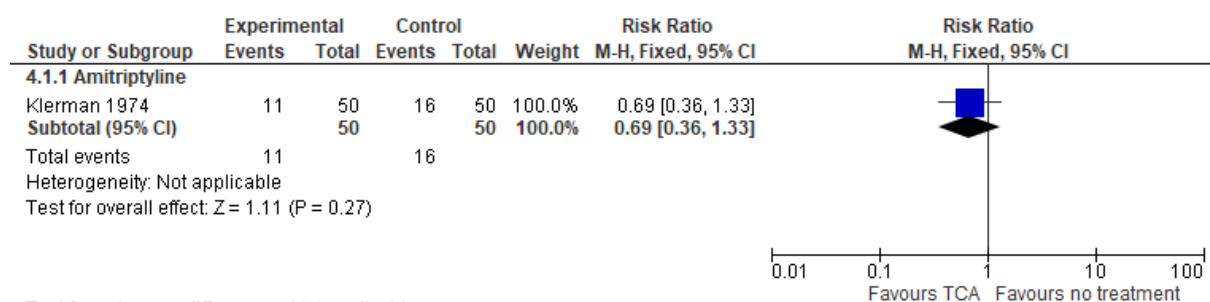 Experimental Control Risk Ratio Risk Ratio
Study or Subgroup Events Total Events Total Weight M-H, Fixed, 95% CI M-H, Fixed, 95% CI
4.1.1 Amitriptyline
Klerman 1974 11 50 16 50 100.0% 0.69 [0.36, 1.33]
Subtotal (95% CI) 50 50 100.0% 0.69 [0.36, 1.33]
Total events 11 16
Heterogeneity: Not applicable
Test for overall effect: Z = 1.11 (P = 0.27)
0.01 0.1 1 10 100
Favours TCA Favours no treatment